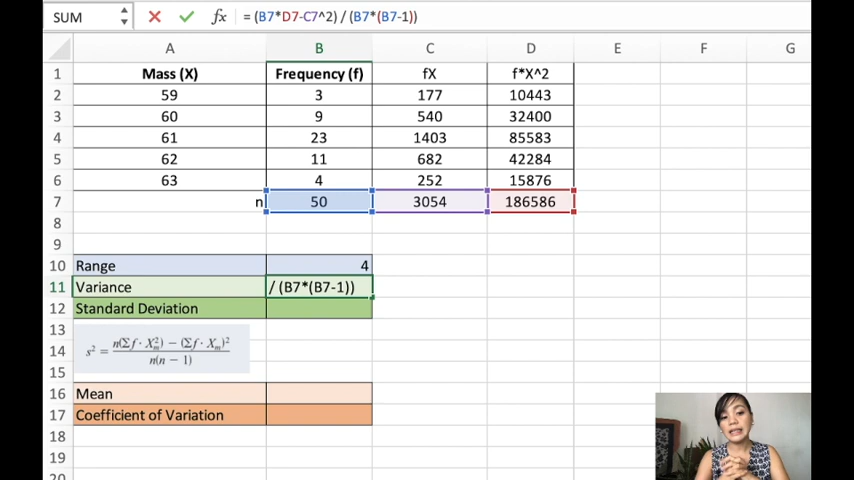 SUM fx = (B7*D7-C7^2) / (B7*(B7-1))
A B C D E F G
1 Mass (X) Frequency (f) fX f*X^2
2 59 3 177 10443
3 60 9 540 32400
4 61 23 1403 85583
5 62 11 682 42284
6 63 4 252 15876
7 n 50 3054 186586
8
9
10 Range 4
11 Variance / (B7*(B7-1))
12 Standard Deviation
13
14 s² = n(Σf · X²ₘ) − (Σf · Xₘ)²
n(n − 1)
15
16 Mean
17 Coefficient of Variation
18
19
20